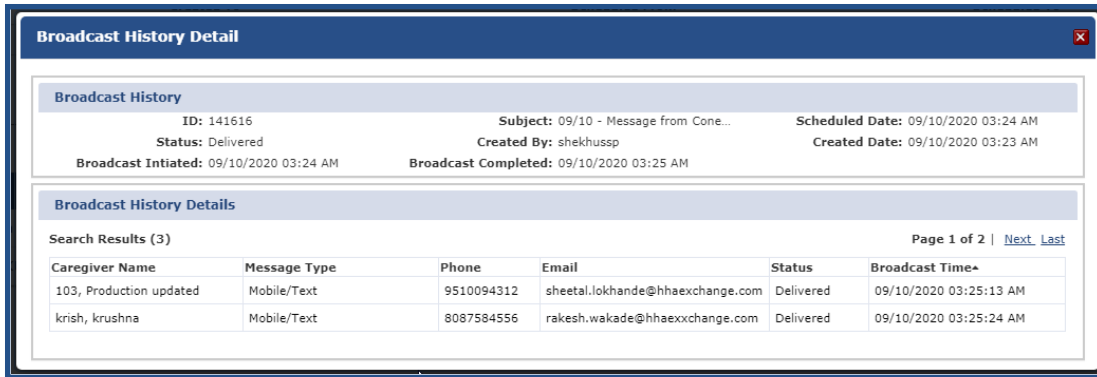 Broadcast History Detail
Broadcast History
ID: 141616 Subject: 09/10 - Message from Cone... Scheduled Date: 09/10/2020 03:24 AM
Status: Delivered Created By: shekhussp Created Date: 09/10/2020 03:23 AM
Broadcast Intiated: 09/10/2020 03:24 AM Broadcast Completed: 09/10/2020 03:25 AM
Broadcast History Details
Search Results (3) Page 1 of 2 | Next Last
Caregiver Name Message Type Phone Email Status Broadcast Time
103, Production updated Mobile/Text 9510094312 sheetal.lokhande@hhaexchange.com Delivered 09/10/2020 03:25:13 AM
krish, krushna Mobile/Text 8087584556 rakesh.wakade@hhaexxchange.com Delivered 09/10/2020 03:25:24 AM